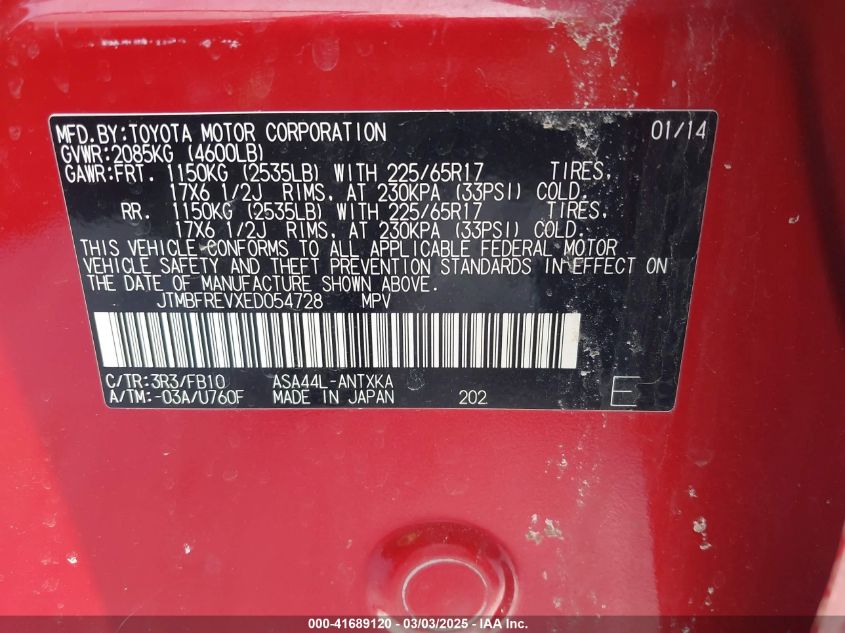 MFD.BY:TOYOTA MOTOR CORPORATION 01/14
GVWR:2085KG (4600LB)
GAWR:FRT. 1150KG (2535LB) WITH 225/65R17 TIRES,
17X6 1/2J RIMS, AT 230KPA (33PSI) COLD.
RR. 1150KG (2535LB) WITH 225/65R17 TIRES,
17X6 1/2J RIMS, AT 230KPA (33PSI) COLD.
THIS VEHICLE CONFORMS TO ALL APPLICABLE FEDERAL MOTOR
VEHICLE SAFETY AND THEFT PREVENTION STANDARDS IN EFFECT ON
THE DATE OF MANUFACTURE SHOWN ABOVE.
JTMBFREVXED054728 MPV
C/TR:3R3/FB10 ASA44L-ANTXKA
A/TM:-03A/U760F MADE IN JAPAN 202 E
000-41689120 - 03/03/2025 - IAA Inc.